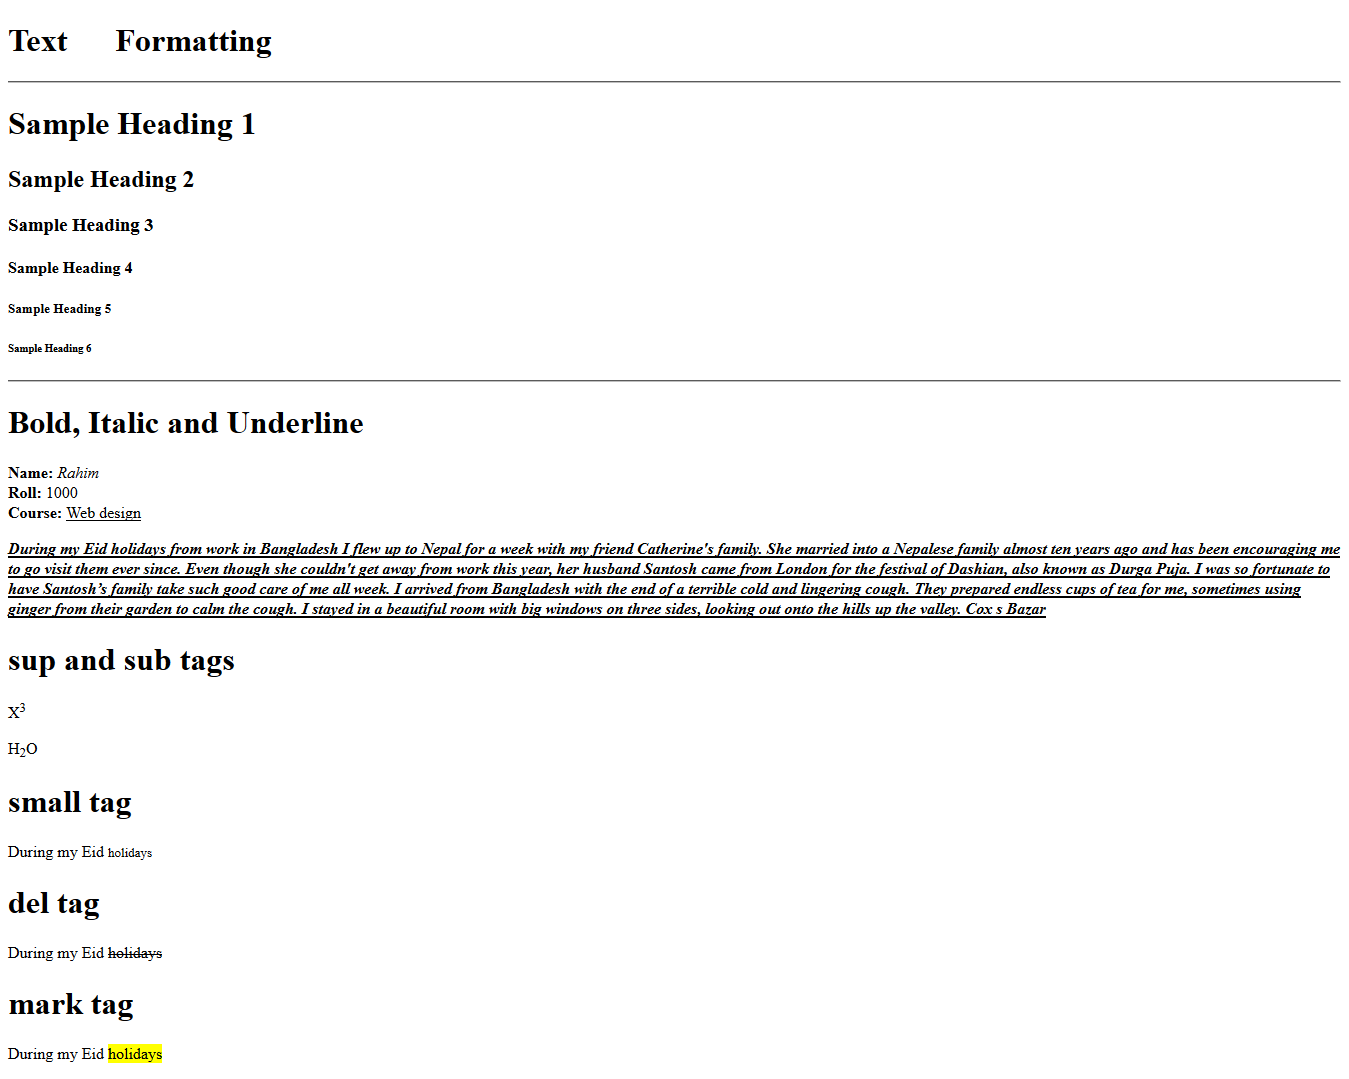 Text Formatting
Sample Heading 1
Sample Heading 2
Sample Heading 3
Sample Heading 4
Sample Heading 5
Sample Heading 6
Bold, Italic and Underline
Name: Rahim
Roll: 1000
Course: Web design
During my Eid holidays from work in Bangladesh I flew up to Nepal for a week with my friend Catherine's family. She married into a Nepalese family almost ten years ago and has been encouraging me
to go visit them ever since. Even though she couldn't get away from work this year, her husband Santosh came from London for the festival of Dashian, also known as Durga Puja. I was so fortunate to
have Santosh’s family take such good care of me all week. I arrived from Bangladesh with the end of a terrible cold and lingering cough. They prepared endless cups of tea for me, sometimes using
ginger from their garden to calm the cough. I stayed in a beautiful room with big windows on three sides, looking out onto the hills up the valley. Cox s Bazar
sup and sub tags
X³
H₂O
small tag
During my Eid holidays
del tag
During my Eid holidays
mark tag
During my Eid holidays